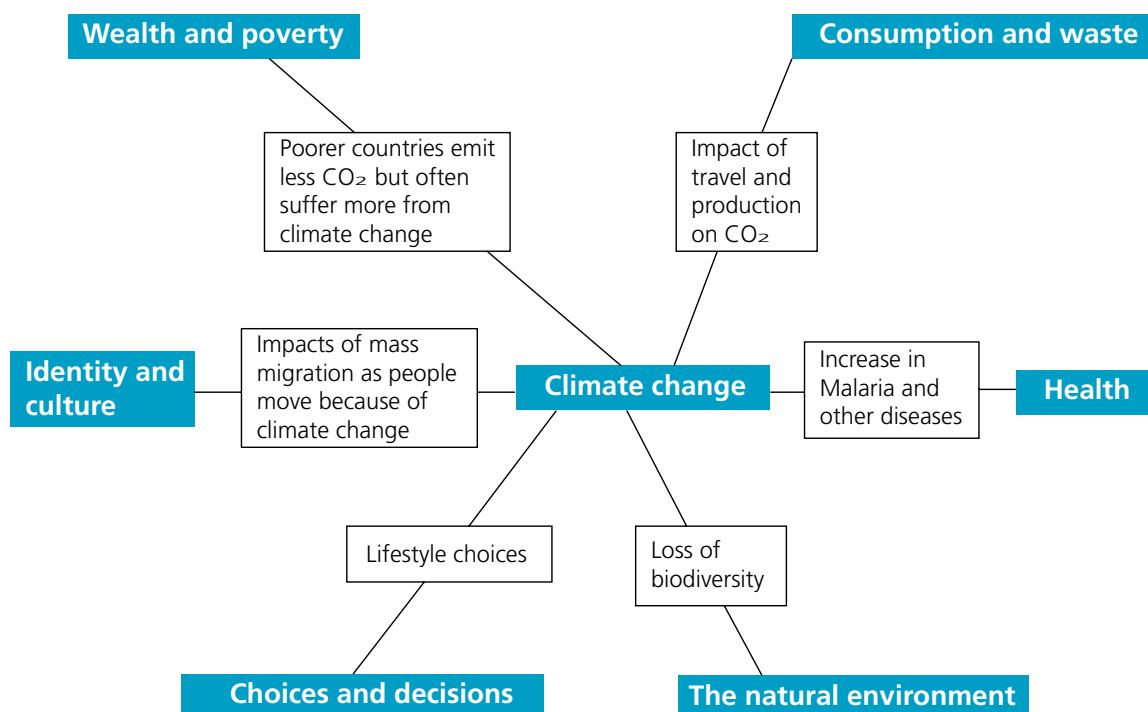 Wealth and poverty
Consumption and waste
Poorer countries emit
less CO₂ but often
suffer more from
climate change
Impact of
travel and
production
on CO₂
Identity and
culture
Impacts of mass
migration as people
move because of
climate change
Climate change
Increase in
Malaria and
other diseases
Health
Lifestyle choices
Loss of
biodiversity
Choices and decisions
The natural environment